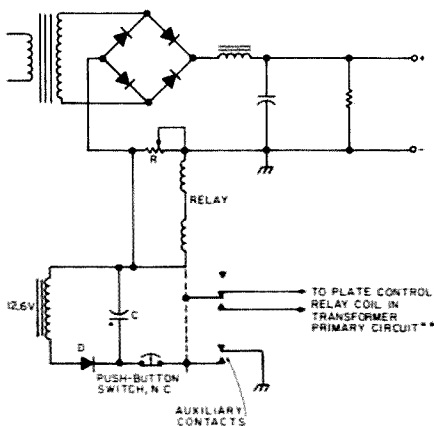 +
-
R
RELAY
12.6V
C
*
D
PUSH-BUTTON
SWITCH, N.C
TO PLATE CONTROL
RELAY COIL IN
TRANSFORMER
PRIMARY CIRCUIT**
AUXILIARY
CONTACTS